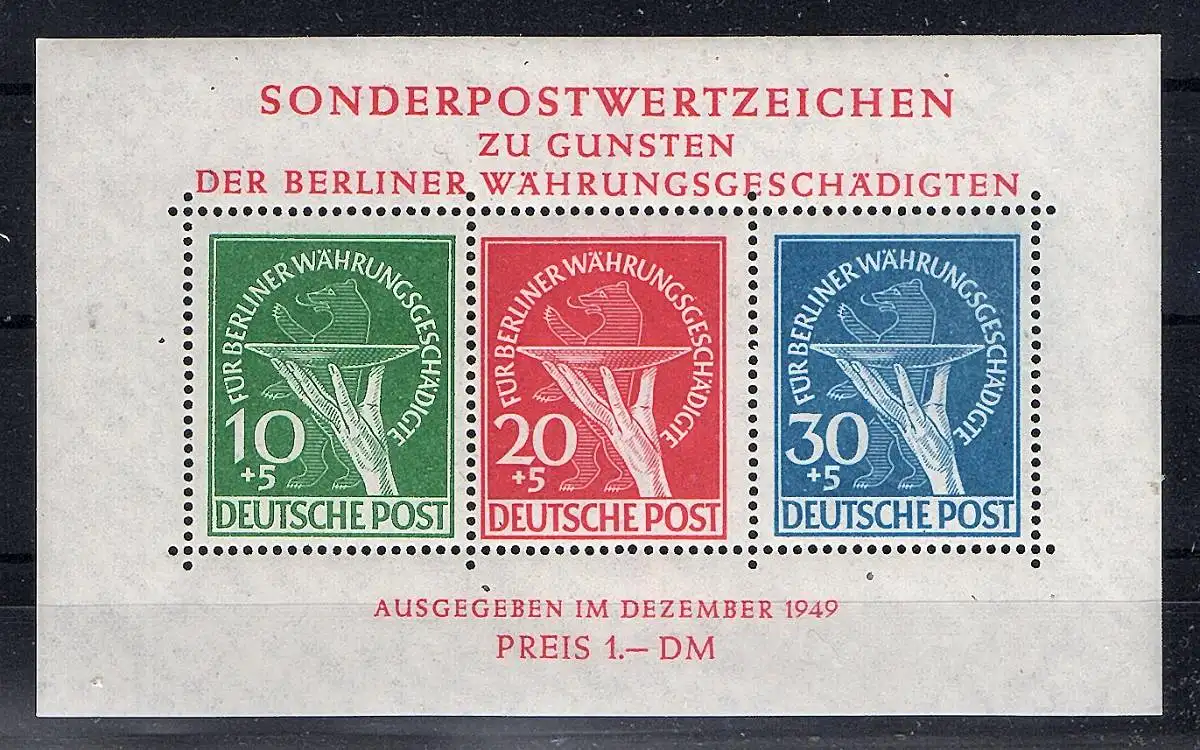 SONDERPOSTWERTZEICHEN
ZU GUNSTEN
DER BERLINER WÄHRUNGSGESCHÄDIGTEN
FÜR BERLINER WÄHRUNGSGESCHÄDIGTE
10
+5
DEUTSCHE POST
FÜR BERLINER WÄHRUNGSGESCHÄDIGTE
20
+5
DEUTSCHE POST
FÜR BERLINER WÄHRUNGSGESCHÄDIGTE
30
+5
DEUTSCHE POST
AUSGEGEBEN IM DEZEMBER 1949
PREIS 1.— DM